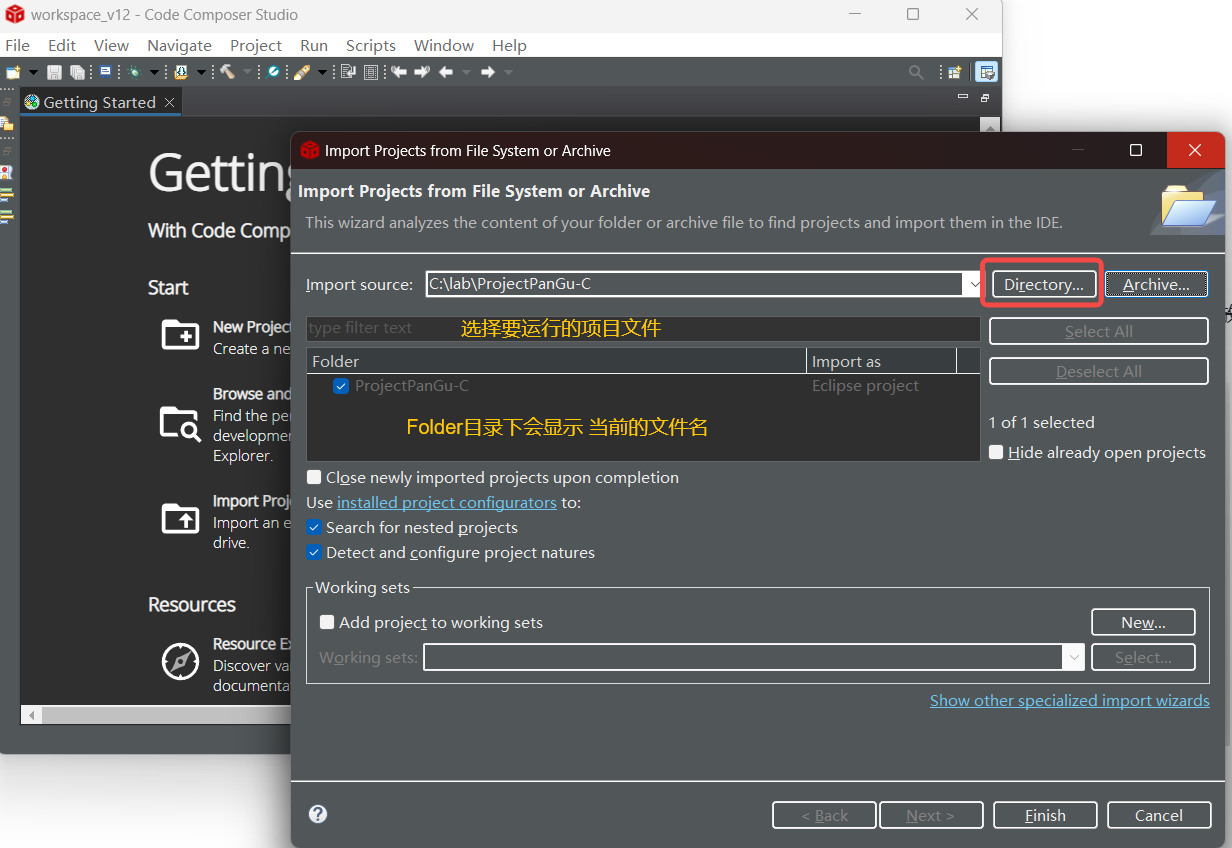 workspace_v12 - Code Composer Studio
File Edit View Navigate Project Run Scripts Window Help
Getting Started
Getting
With Code Comp
Start
New Project
Create a ne
Browse and
Find the pe
developme
Explorer.
Import Proj
Import an e
drive.
Resources
Resource Ex
Discover va
documenta
Import Projects from File System or Archive
Import Projects from File System or Archive
This wizard analyzes the content of your folder or archive file to find projects and import them in the IDE.
Import source: C:\lab\ProjectPanGu-C Directory... Archive...
type filter text 选择要运行的项目文件 Select All
Folder Import as
Deselect All
ProjectPanGu-C Eclipse project
Folder目录下会显示 当前的文件名
1 of 1 selected
Hide already open projects
Close newly imported projects upon completion
Use installed project configurators to:
Search for nested projects
Detect and configure project natures
Working sets
Add project to working sets New...
Working sets: Select...
Show other specialized import wizards
< Back Next > Finish Cancel